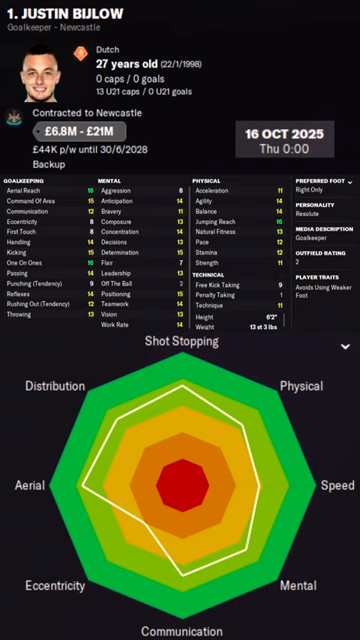 1. JUSTIN BIJLOW
Goalkeeper - Newcastle
Dutch
27 years old (22/1/1998)
0 caps / 0 goals
13 U21 caps / 0 U21 goals
Contracted to Newcastle
£6.8M - £21M
£44K p/w until 30/6/2028
Backup
16 OCT 2025
Thu 0:00
GOALKEEPING
Aerial Reach 16
Command Of Area 15
Communication 12
Eccentricity 8
First Touch 8
Handling 14
Kicking 15
One On Ones 16
Passing 14
Punching (Tendency) 9
Reflexes 14
Rushing Out (Tendency) 12
Throwing 13
MENTAL
Aggression 8
Anticipation 14
Bravery 11
Composure 13
Concentration 14
Decisions 13
Determination 15
Flair 7
Leadership 13
Off The Ball 2
Positioning 15
Teamwork 14
Vision 13
Work Rate 14
PHYSICAL
Acceleration 11
Agility 14
Balance 14
Jumping Reach 16
Natural Fitness 13
Pace 12
Stamina 12
Strength 11
TECHNICAL
Free Kick Taking 9
Penalty Taking 1
Technique 11
Height 6'2"
Weight 13 st 3 lbs
PREFERRED FOOT
Right Only
PERSONALITY
Resolute
MEDIA DESCRIPTION
Goalkeeper
OUTFIELD RATING
2
PLAYER TRAITS
Avoids Using Weaker
Foot
Shot Stopping
Distribution
Physical
Aerial
Speed
Eccentricity
Mental
Communication